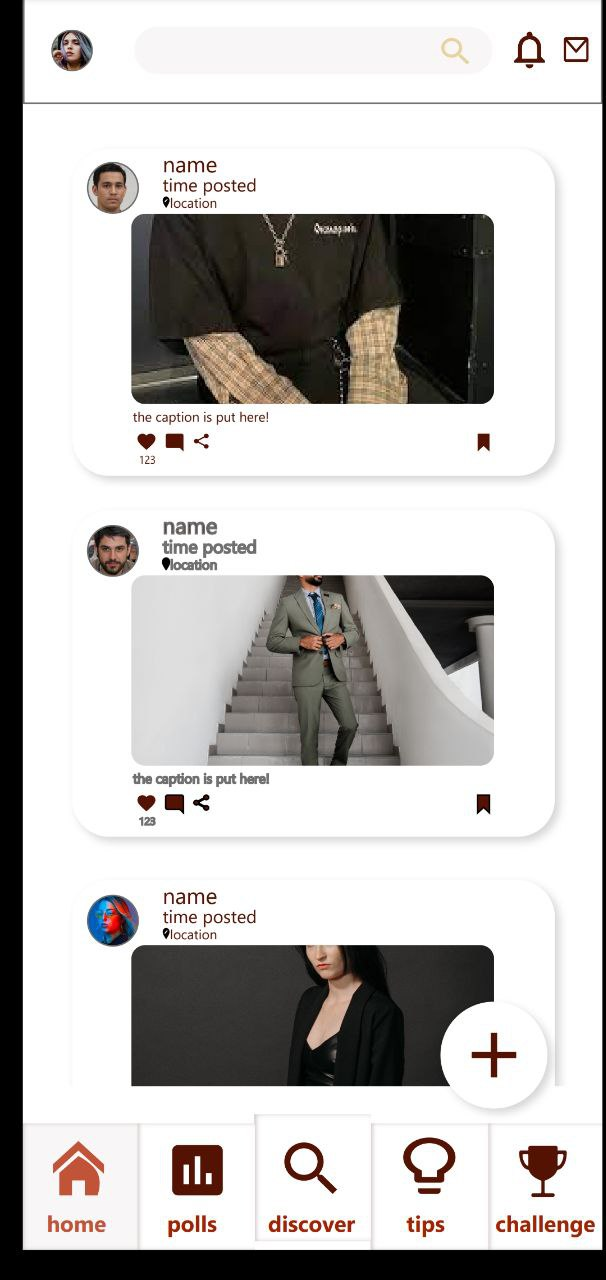 name
time posted
location
the caption is put here!
123
name
time posted
location
the caption is put here!
123
name
time posted
location
home
polls
discover
tips
challenge